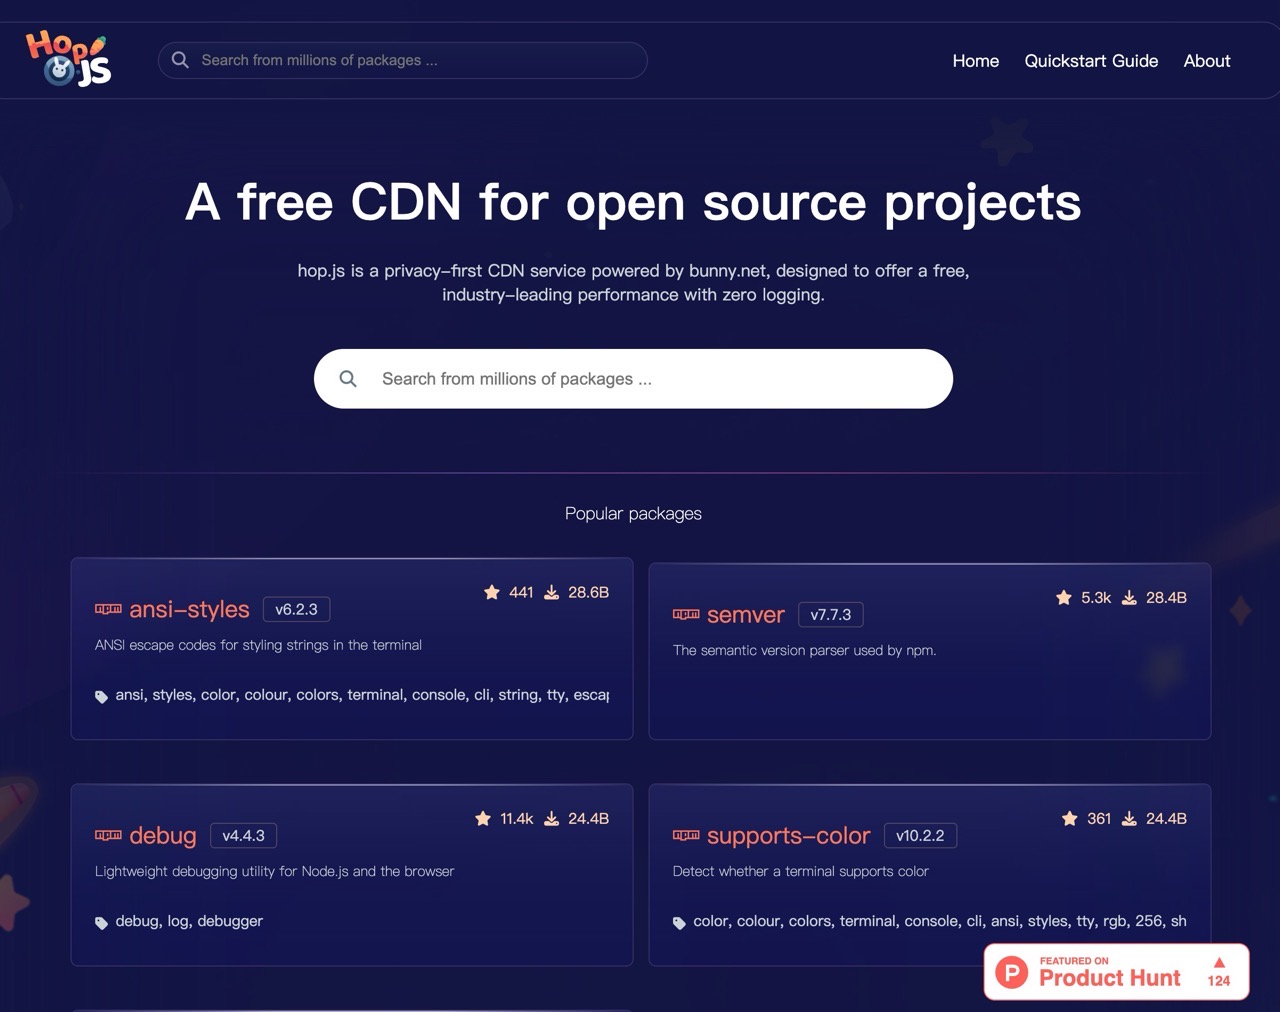 Hop!
JS
Search from millions of packages ...
Home
Quickstart Guide
About
A free CDN for open source projects
hop.js is a privacy-first CDN service powered by bunny.net, designed to offer a free,
industry-leading performance with zero logging.
Search from millions of packages ...
Popular packages
441 28.6B
npm ansi-styles v6.2.3
ANSI escape codes for styling strings in the terminal
ansi, styles, color, colour, colors, terminal, console, cli, string, tty, escap
5.3k 28.4B
npm semver v7.7.3
The semantic version parser used by npm.
11.4k 24.4B
npm debug v4.4.3
Lightweight debugging utility for Node.js and the browser
debug, log, debugger
361 24.4B
npm supports-color v10.2.2
Detect whether a terminal supports color
color, colour, colors, terminal, console, cli, ansi, styles, tty, rgb, 256, sh
P
FEATURED ON
Product Hunt
▲
124